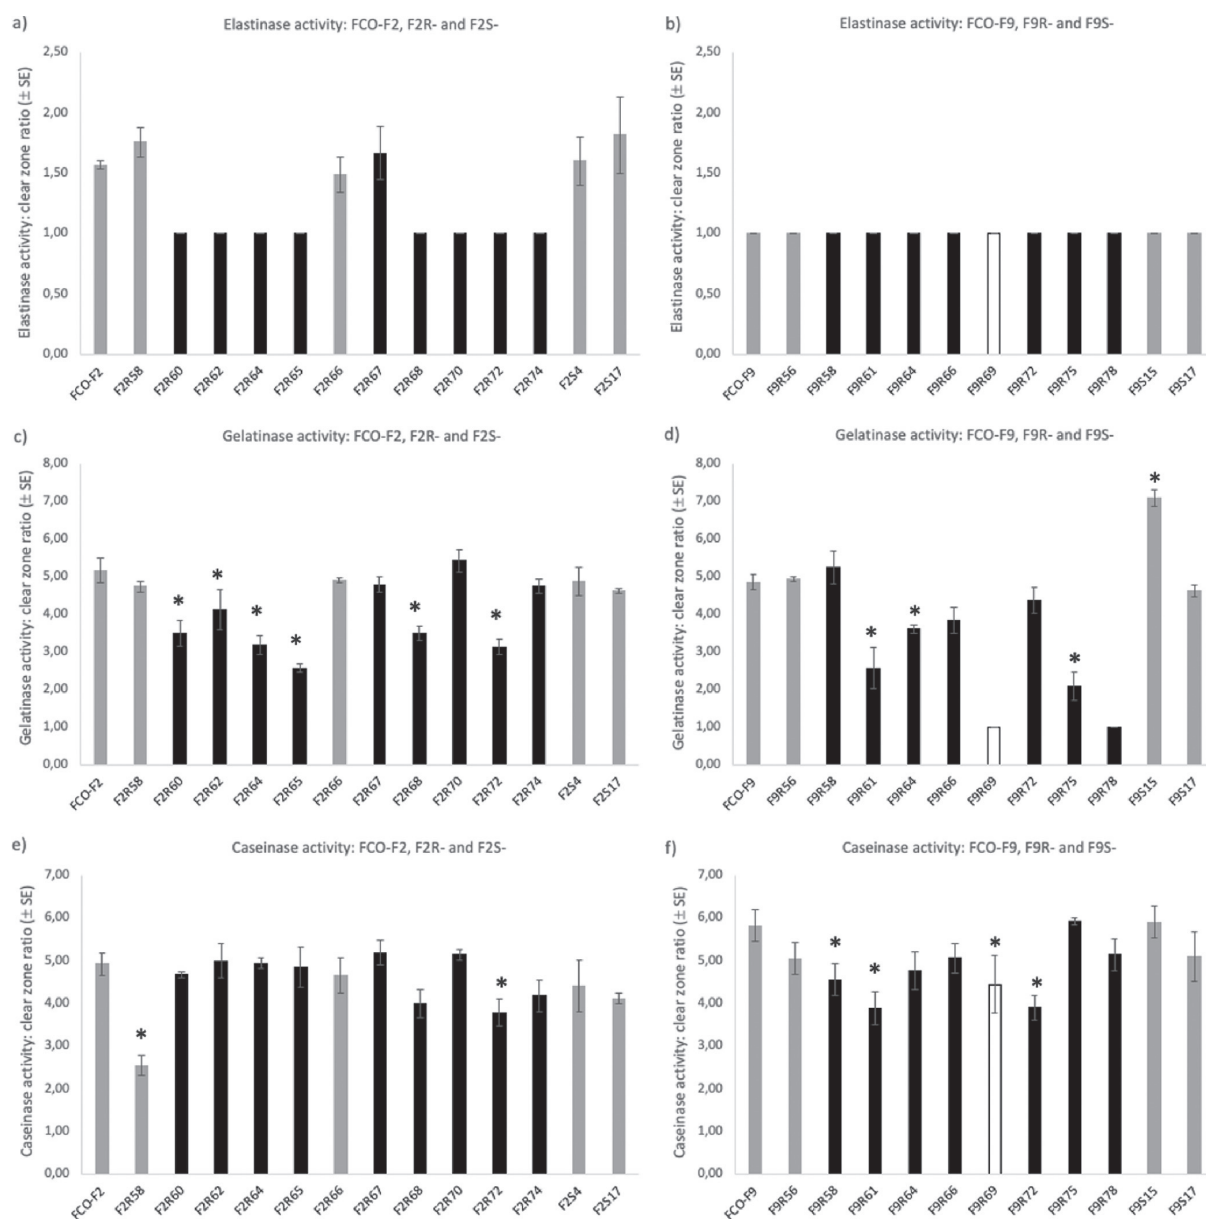 a)
Elastinase activity: FCO-F2, F2R- and F2S-
Elastinase activity: clear zone ratio (± SE)
2,50
2,00
1,50
1,00
0,50
0,00
FCO-F2
F2R58
F2R60
F2R62
F2R64
F2R65
F2R66
F2R67
F2R68
F2R70
F2R72
F2R74
F2S4
F2S17
b)
Elastinase activity: FCO-F9, F9R- and F9S-
Elastinase activity: clear zone ratio (± SE)
2,50
2,00
1,50
1,00
0,50
0,00
FCO-F9
F9R56
F9R58
F9R61
F9R64
F9R66
F9R69
F9R72
F9R75
F9R78
F9S15
F9S17
c)
Gelatinase activity: FCO-F2, F2R- and F2S-
Gelatinase activity: clear zone ratio (± SE)
8,00
7,00
6,00
5,00
4,00
3,00
2,00
1,00
0,00
* * * * * *
FCO-F2
F2R58
F2R60
F2R62
F2R64
F2R65
F2R66
F2R67
F2R68
F2R70
F2R72
F2R74
F2S4
F2S17
d)
Gelatinase activity: FCO-F9, F9R- and F9S-
Gelatinase activity: clear zone ratio (± SE)
8,00
7,00
6,00
5,00
4,00
3,00
2,00
1,00
0,00
* * * *
FCO-F9
F9R56
F9R58
F9R61
F9R64
F9R66
F9R69
F9R72
F9R75
F9R78
F9S15
F9S17
e)
Caseinase activity: FCO-F2, F2R- and F2S-
Caseinase activity: clear zone ratio (± SE)
7,00
6,00
5,00
4,00
3,00
2,00
1,00
0,00
* *
FCO-F2
F2R58
F2R60
F2R62
F2R64
F2R65
F2R66
F2R67
F2R68
F2R70
F2R72
F2R74
F2S4
F2S17
f)
Caseinase activity: FCO-F9, F9R- and F9S-
Caseinase activity: clear zone ratio (± SE)
7,00
6,00
5,00
4,00
3,00
2,00
1,00
0,00
* * * *
FCO-F9
F9R56
F9R58
F9R61
F9R64
F9R66
F9R69
F9R72
F9R75
F9R78
F9S15
F9S17